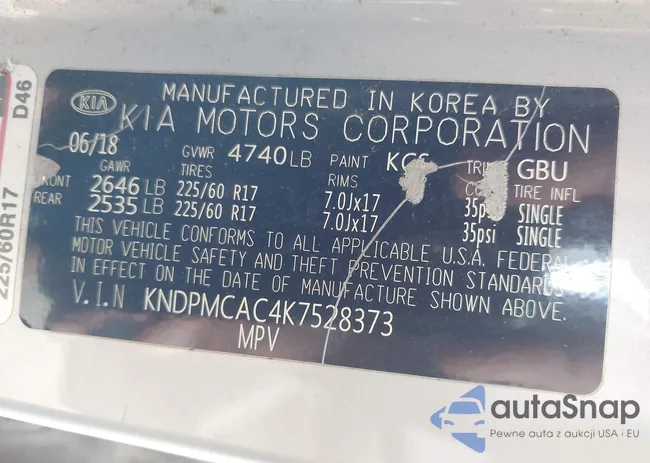 D46
225/60R17
KIA
MANUFACTURED IN KOREA BY
KIA MOTORS CORPORATION
06/18 GVWR 4740LB PAINT TRIM GBU
GAWR TIRES RIMS TIRE INFL
FRONT 2646 LB 225/60 R17 7.0Jx17 35psi SINGLE
REAR 2535 LB 225/60 R17 7.0Jx17 35psi SINGLE
THIS VEHICLE CONFORMS TO ALL APPLICABLE U.S.A. FEDERAL
MOTOR VEHICLE SAFETY AND THEFT PREVENTION STANDARDS
IN EFFECT ON THE DATE OF MANUFACTURE SHOWN ABOVE.
V.I.N KNDPMCAC4K7528373
MPV
autaSnap
Pewne auta z aukcji USA i EU